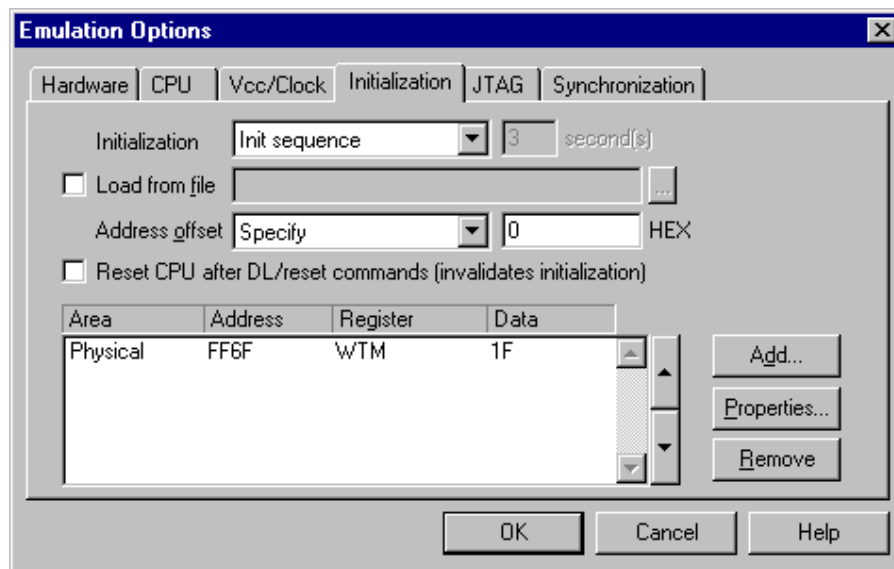 Emulation Options
Hardware CPU Vcc/Clock Initialization JTAG Synchronization
Initialization Init sequence 3 second(s)
Load from file ...
Address offset Specify 0 HEX
Reset CPU after DL/reset commands (invalidates initialization)
Area Address Register Data
Physical FF6F WTM 1F
Add...
Properties...
Remove
OK Cancel Help